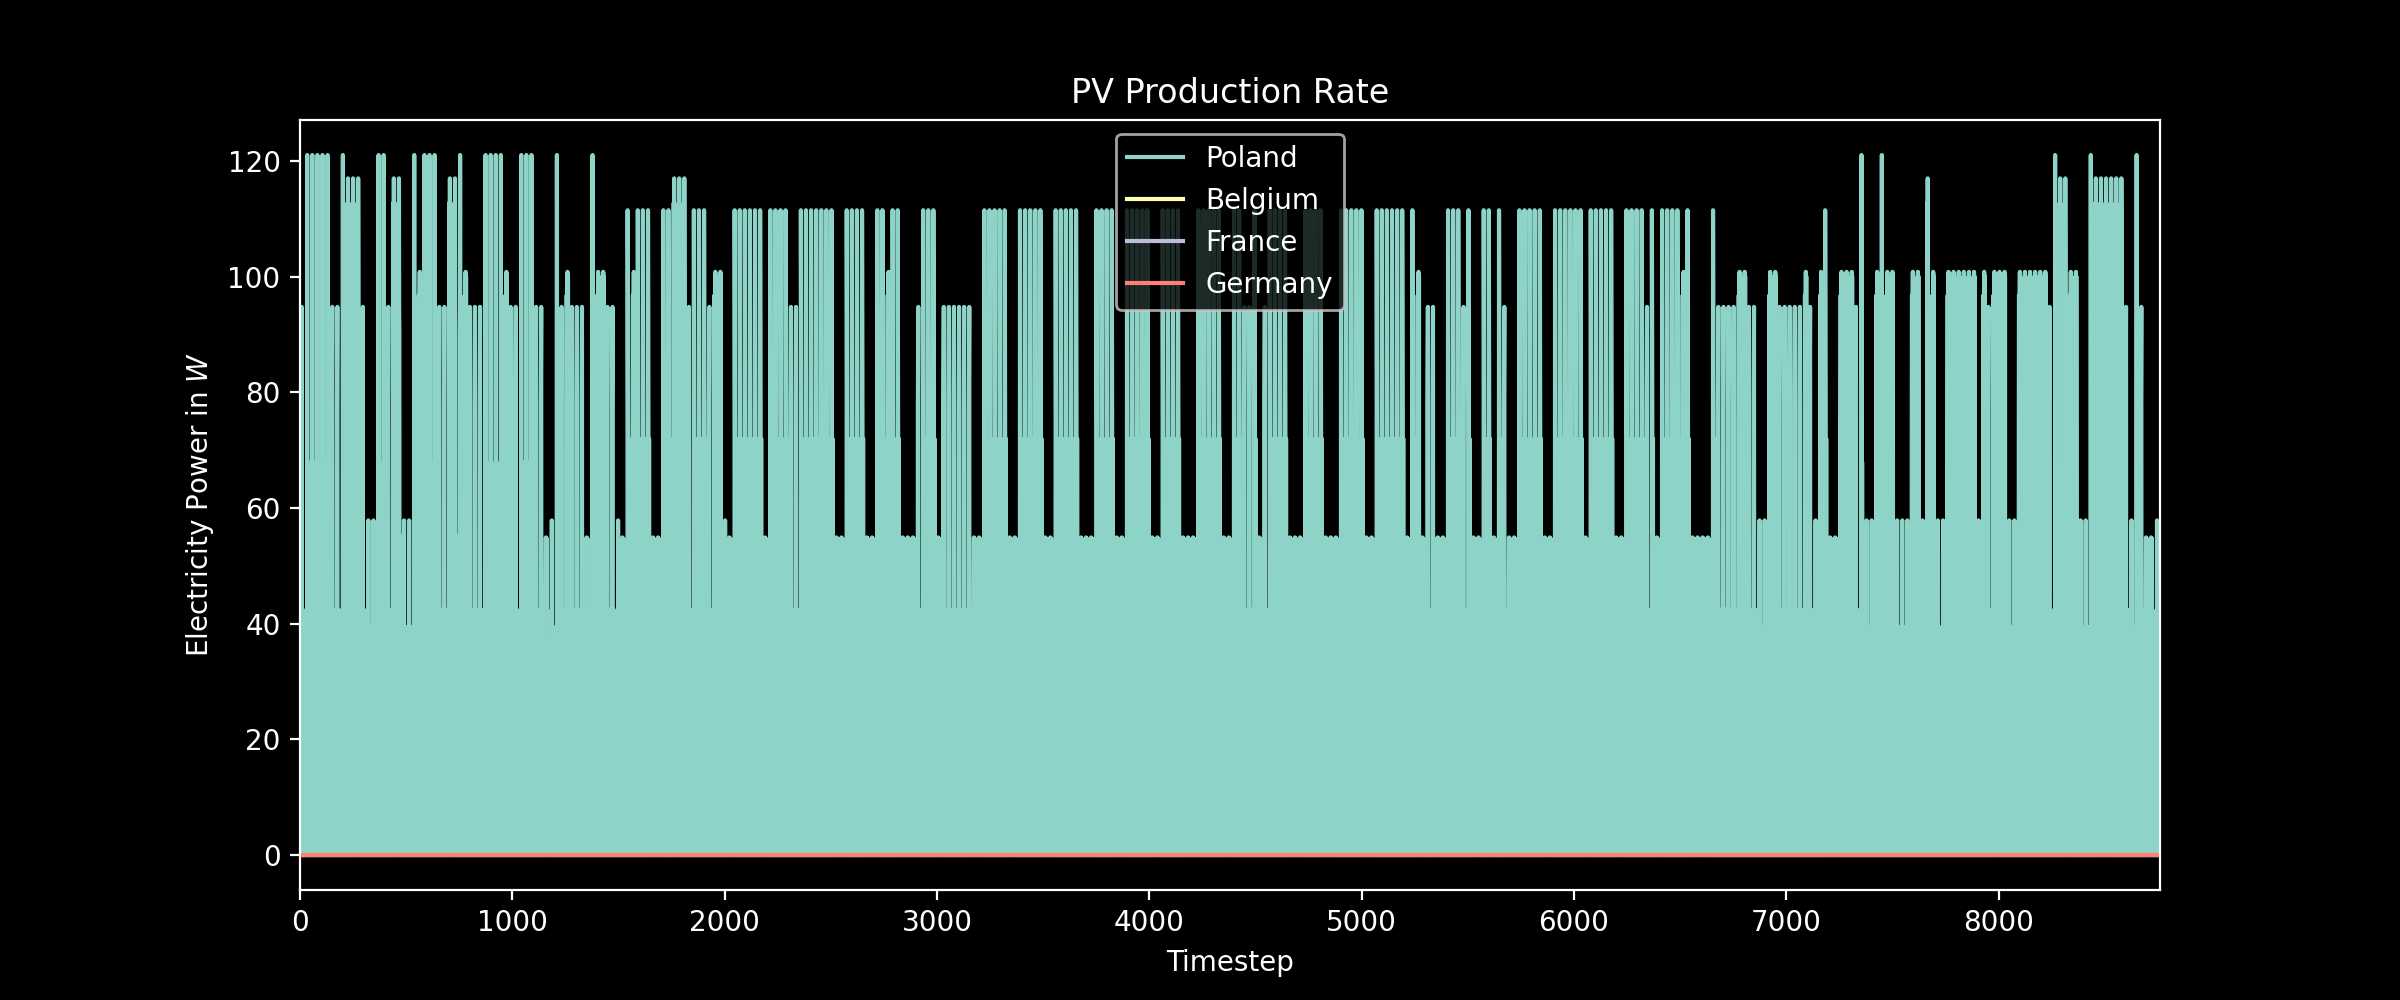 PV Production Rate
Poland
Belgium
France
Germany
120
100
80
60
40
20
0
Electricity Power in W
0 1000 2000 3000 4000 5000 6000 7000 8000
Timestep